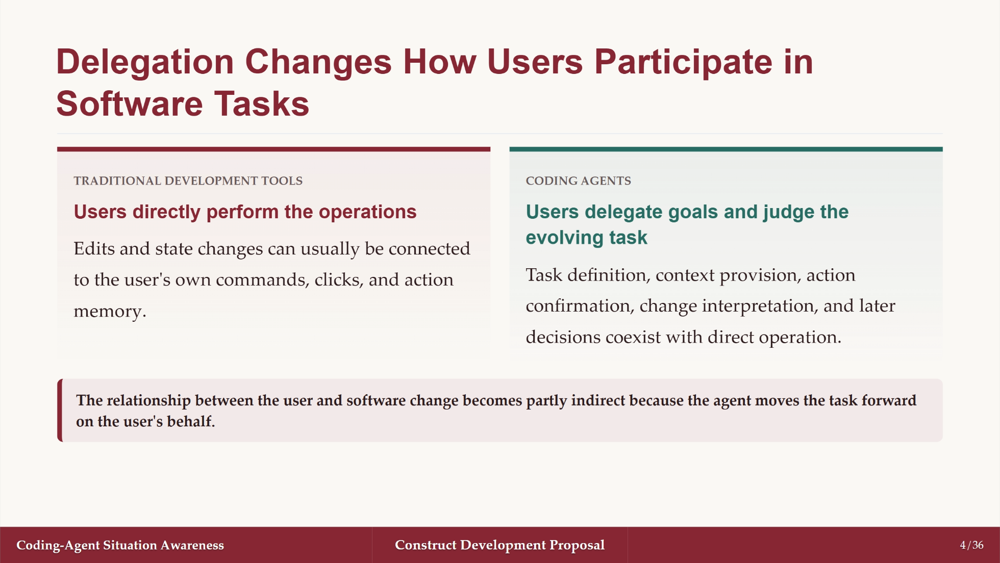 Delegation Changes How Users Participate in
Software Tasks
TRADITIONAL DEVELOPMENT TOOLS
Users directly perform the operations
Edits and state changes can usually be connected
to the user's own commands, clicks, and action
memory.
CODING AGENTS
Users delegate goals and judge the
evolving task
Task definition, context provision, action
confirmation, change interpretation, and later
decisions coexist with direct operation.
The relationship between the user and software change becomes partly indirect because the agent moves the task forward
on the user's behalf.
Coding-Agent Situation Awareness
Construct Development Proposal
4/36